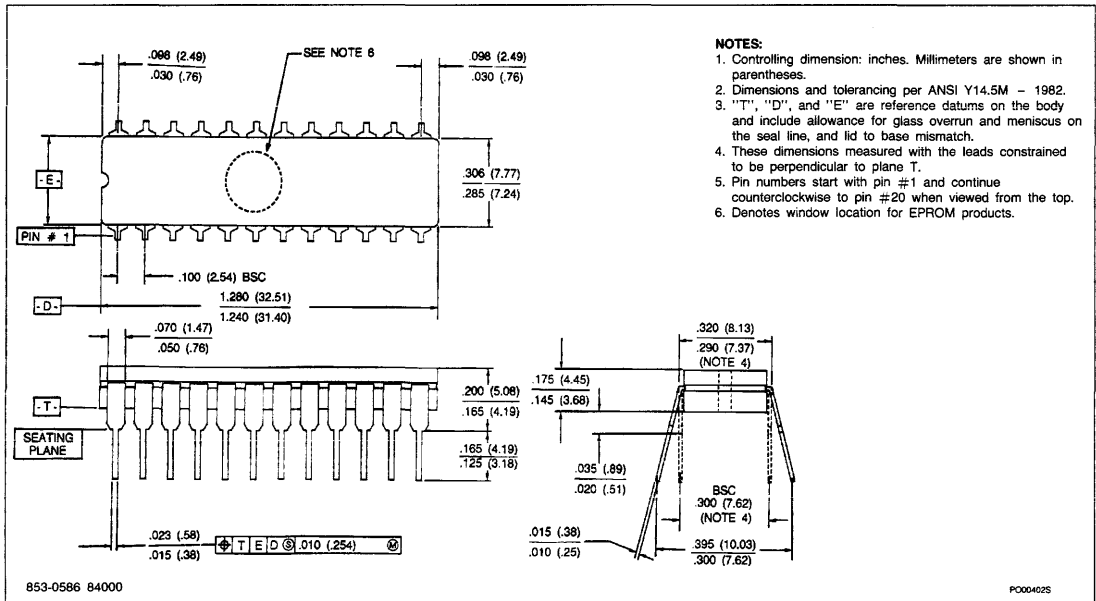 .098 (2.49)
.030 (.76)
SEE NOTE 6
.098 (2.49)
.030 (.76)
-E-
.306 (7.77)
.285 (7.24)
PIN # 1
.100 (2.54) BSC
-D-
1.280 (32.51)
1.240 (31.40)
.070 (1.47)
.050 (.76)
-T-
SEATING
PLANE
.200 (5.08)
.165 (4.19)
.165 (4.19)
.125 (3.18)
.023 (.58)
.015 (.38)
⌖ T E D Ⓢ .010 (.254) Ⓜ
.320 (8.13)
.290 (7.37)
(NOTE 4)
.175 (4.45)
.145 (3.68)
.035 (.89)
.020 (.51)
BSC
.300 (7.62)
(NOTE 4)
.015 (.38)
.010 (.25)
.395 (10.03)
.300 (7.62)
NOTES:
1. Controlling dimension: inches. Millimeters are shown in
parentheses.
2. Dimensions and tolerancing per ANSI Y14.5M – 1982.
3. "T", "D", and "E" are reference datums on the body
and include allowance for glass overrun and meniscus on
the seal line, and lid to base mismatch.
4. These dimensions measured with the leads constrained
to be perpendicular to plane T.
5. Pin numbers start with pin #1 and continue
counterclockwise to pin #20 when viewed from the top.
6. Denotes window location for EPROM products.
853-0586 84000
PO00402S